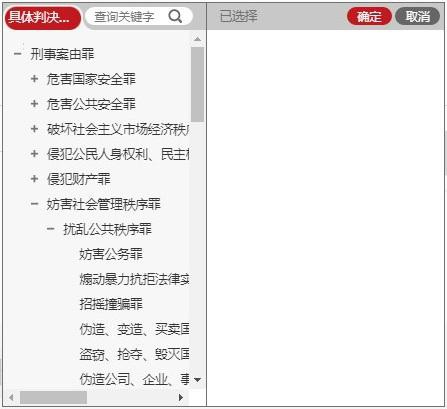 具体判决... 查询关键字 已选择 确定 取消
刑事案由罪
危害国家安全罪
危害公共安全罪
破坏社会主义市场经济秩
侵犯公民人身权利、民主
侵犯财产罪
妨害社会管理秩序罪
扰乱公共秩序罪
妨害公务罪
煽动暴力抗拒法律实
招摇撞骗罪
伪造、变造、买卖国
盗窃、抢夺、毁灭国
伪造公司、企业、事